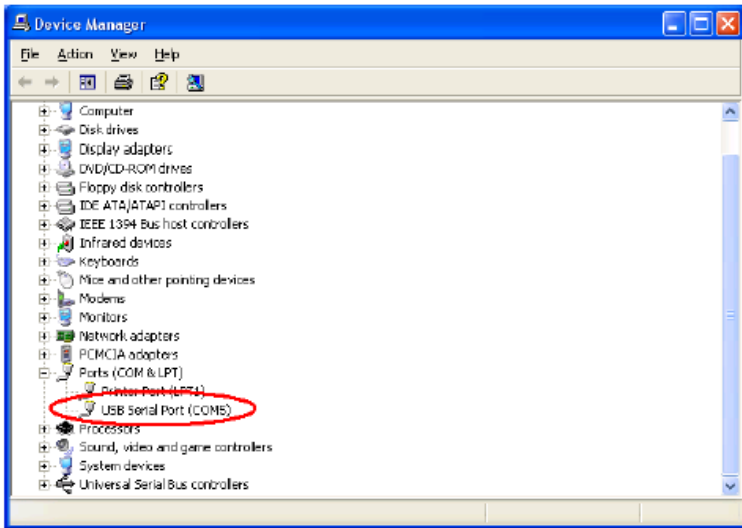 Device Manager
File Action View Help
Computer
Disk drives
Display adapters
DVD/CD-ROM drives
Floppy disk controllers
IDE ATA/ATAPI controllers
IEEE 1394 Bus host controllers
Infrared devices
Keyboards
Mice and other pointing devices
Modems
Monitors
Network adapters
PCMCIA adapters
Ports (COM & LPT)
Printer Port (LPT1)
USB Serial Port (COM5)
Processors
Sound, video and game controllers
System devices
Universal Serial Bus controllers